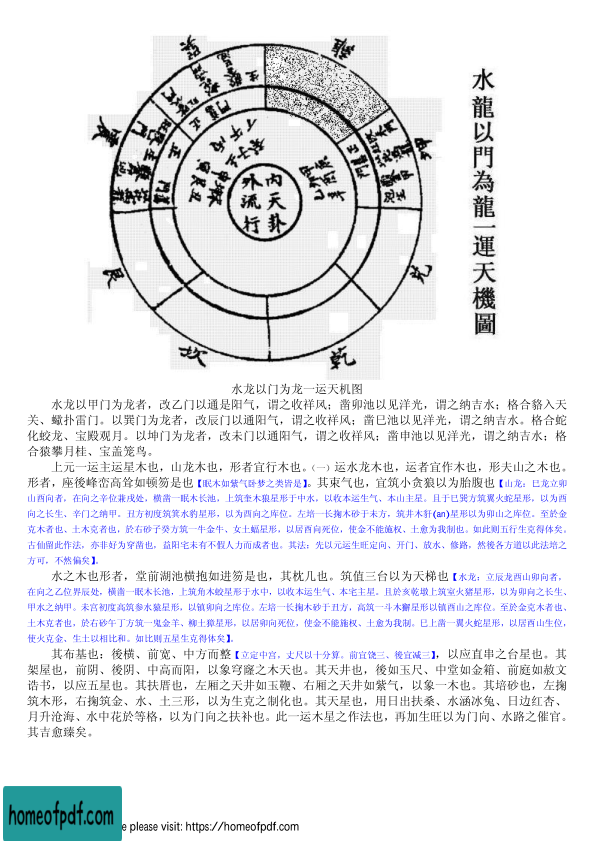 水龍以門為龍一運天機圖
離
坤
兌
乾
坎
艮
震
巽
內天卦
外流行
水龙以门为龙一运天机图
水龙以甲门为龙者，改乙门以通是阳气，谓之收祥风；凿卯池以见洋光，谓之纳吉水；格合貉入天
关、蠍扑雷门。以巽门为龙者，改辰门以通阳气，谓之收祥风；凿巳池以见洋光，谓之纳吉水。格合蛇
化蛟龙、宝殿观月。以坤门为龙者，改未门以通阳气，谓之收祥风；凿申池以见洋光，谓之纳吉水；格
合猿攀月桂、宝盖笼鸟。
上元一运主运星木也，山龙木也，形者宜行木也。（一）运水龙木也，运者宜作木也，形夫山之木也。
形者，座後峰峦高耸如顿笏是也【眠木如紫气卧梦之类皆是】。其束气也，宜筑小贪狼以为胎腹也【山龙：巳龙立卯
山酉向者，在向之辛位兼戌处，横凿一眠木长池，上筑奎木狼星形于中水，以收本运生气、本山主星。且于巳巽方筑翼火蛇星形，以为酉
向之长生、辛门之纳甲。丑方初度筑箕水豹星形，以为酉向之库位。左培一长掬木砂于未方，筑井木犴(an)星形以为卯山之库位。至於金
克木者也、土木克者也，於右砂子癸方筑一牛金牛、女土蝠星形，以居酉向死位，使金不能施权、土愈为我制也。如此则五行生克得体矣。
古仙留此作法，亦非好为穿凿也，益阳宅未有不假人力而成者也。其法：先以元运生旺定向、开门、放水、修路，然後各方道以此法培之
方可，不然偏矣】。
水之木也形者，堂前湖池横抱如进笏是也，其枕几也。筑值三台以为天梯也【水龙：立辰龙酉山卯向者，
在向之乙位界辰处，横凿一眠木长池，上筑角木蛟星形于水中，以收本运生气、本宅主星。且於亥乾墩上筑室火猪星形，以为卯向之长生、
甲水之纳甲。未宫初度高筑参水猿星形，以镇卯向之库位。左培一长掬木砂于丑方，高筑一斗木獬星形以镇酉山之库位。至於金克木者也、
土木克者也，於右砂午丁方筑一鬼金羊、柳土獐星形，以居卯向死位，使金不能施权、土愈为我制。巳上凿一翼火蛇星形，以居酉山生位，
使火克金、生土以相比和。如比则五星生克得体矣】。
其布基也：後横、前宽、中方而整【立定中宫，丈尺以十分算。前宜饶三、後宜减三】，以应直串之台星也。其
架屋也，前阴、後阴、中高而阳，以象穹窿之木天也。其天井也，後如玉尺、中堂如金箱、前庭如赦文
诰书，以应五星也。其扶厝也，左厢之天井如玉鞭、右厢之天井如紫气，以象一木也。其培砂也，左掬
筑木形，右掬筑金、水、土三形，以为生克之制化也。其天星也，用日出扶桑、水涵冰兔、日边红杏、
月升沧海、水中花於等格，以为门向之扶补也。此一运木星之作法也，再加生旺以为门向、水路之催官。
其吉愈臻矣。
homeofpdf.com
e please visit: https://homeofpdf.com